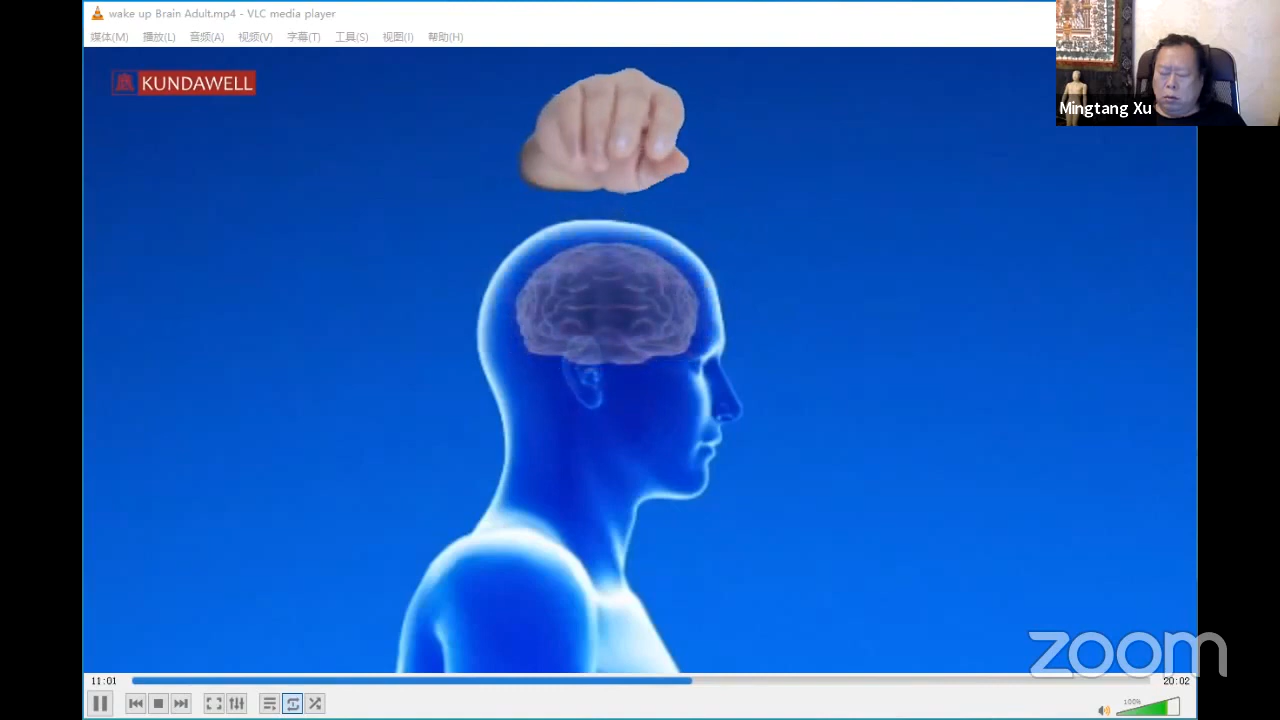 wake up Brain Adult.mp4 - VLC media player
媒体(M) 播放(L) 音频(A) 视频(V) 字幕(T) 工具(S) 视图(I) 帮助(H)
KUNDAWELL
Mingtang Xu
zoom
11:01
20:02
100%